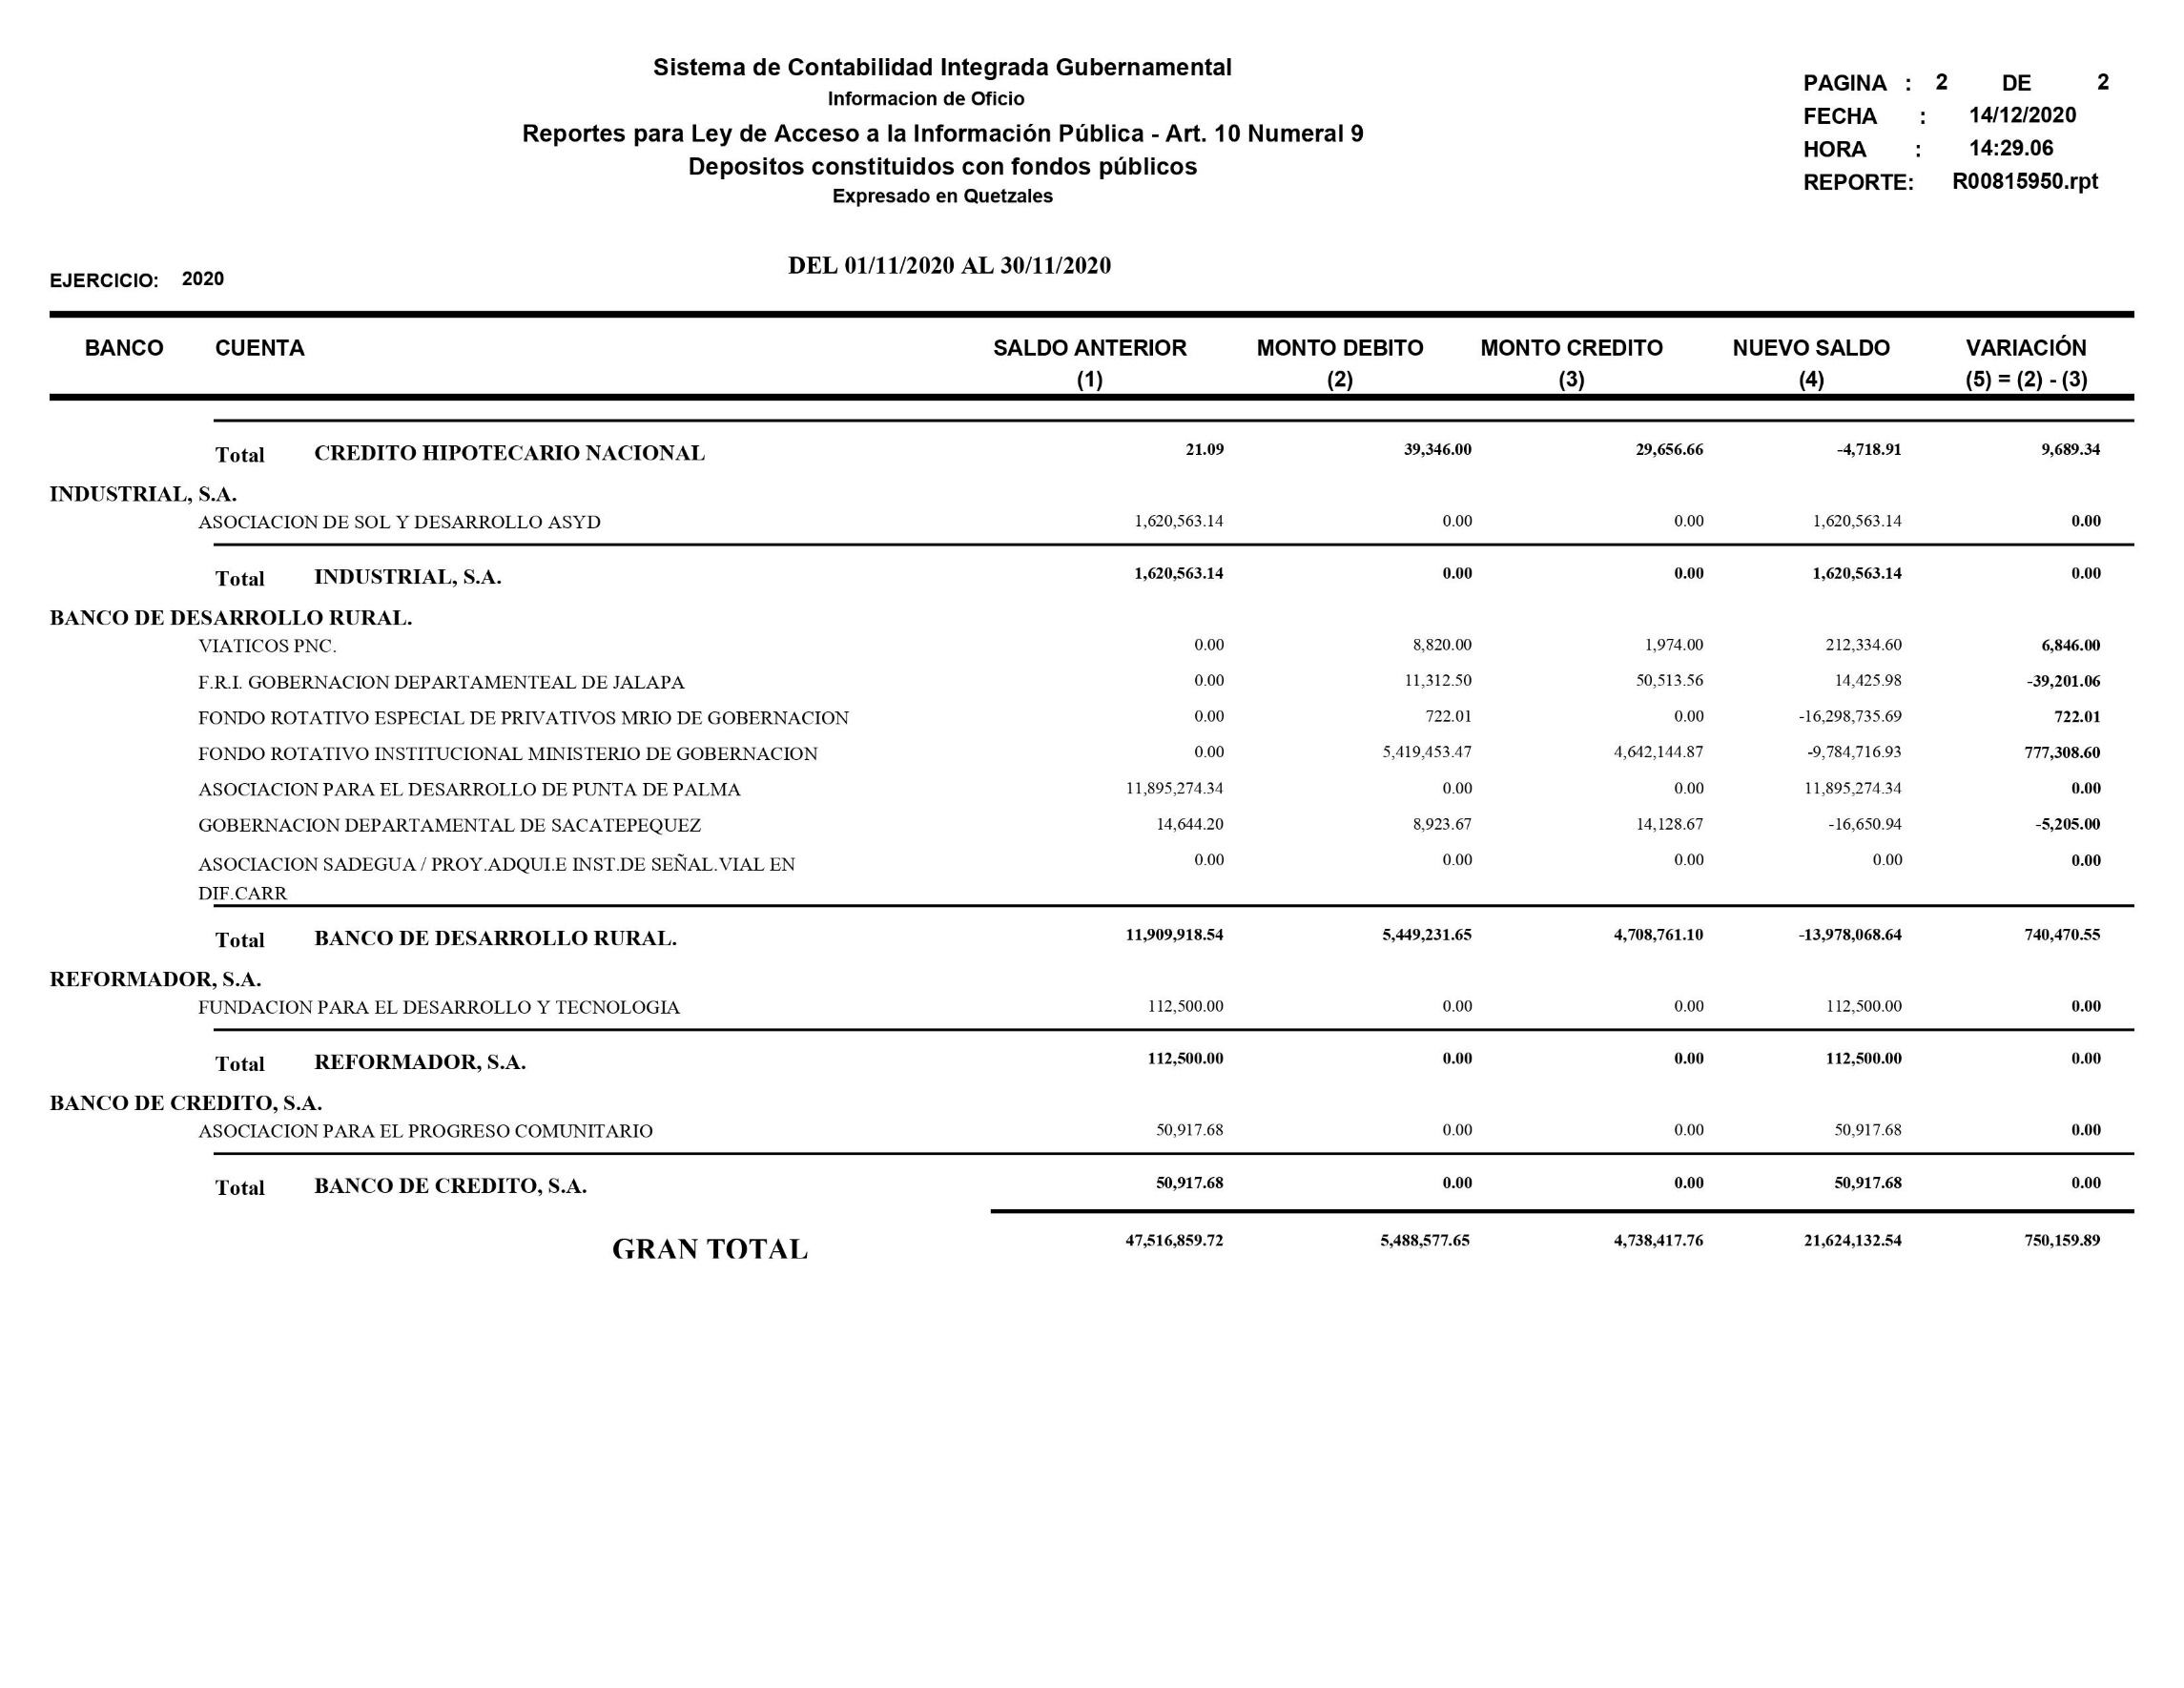 Sistema de Contabilidad Integrada Gubernamental
Informacion de Oficio
Reportes para Ley de Acceso a la Información Pública - Art. 10 Numeral 9
Depositos constituidos con fondos públicos
Expresado en Quetzales
PAGINA : 2 DE 2
FECHA : 14/12/2020
HORA : 14:29.06
REPORTE: R00815950.rpt
DEL 01/11/2020 AL 30/11/2020
EJERCICIO: 2020
BANCO CUENTA SALDO ANTERIOR MONTO DEBITO MONTO CREDITO NUEVO SALDO VARIACIÓN
(1) (2) (3) (4) (5) = (2) - (3)
Total CREDITO HIPOTECARIO NACIONAL 21.09 39,346.00 29,656.66 -4,718.91 9,689.34
INDUSTRIAL, S.A.
ASOCIACION DE SOL Y DESARROLLO ASYD 1,620,563.14 0.00 0.00 1,620,563.14 0.00
Total INDUSTRIAL, S.A. 1,620,563.14 0.00 0.00 1,620,563.14 0.00
BANCO DE DESARROLLO RURAL.
VIATICOS PNC. 0.00 8,820.00 1,974.00 212,334.60 6,846.00
F.R.I. GOBERNACION DEPARTAMENTEAL DE JALAPA 0.00 11,312.50 50,513.56 14,425.98 -39,201.06
FONDO ROTATIVO ESPECIAL DE PRIVATIVOS MRIO DE GOBERNACION 0.00 722.01 0.00 -16,298,735.69 722.01
FONDO ROTATIVO INSTITUCIONAL MINISTERIO DE GOBERNACION 0.00 5,419,453.47 4,642,144.87 -9,784,716.93 777,308.60
ASOCIACION PARA EL DESARROLLO DE PUNTA DE PALMA 11,895,274.34 0.00 0.00 11,895,274.34 0.00
GOBERNACION DEPARTAMENTAL DE SACATEPEQUEZ 14,644.20 8,923.67 14,128.67 -16,650.94 -5,205.00
ASOCIACION SADEGUA / PROY.ADQUI.E INST.DE SEÑAL.VIAL EN 0.00 0.00 0.00 0.00 0.00
DIF.CARR
Total BANCO DE DESARROLLO RURAL. 11,909,918.54 5,449,231.65 4,708,761.10 -13,978,068.64 740,470.55
REFORMADOR, S.A.
FUNDACION PARA EL DESARROLLO Y TECNOLOGIA 112,500.00 0.00 0.00 112,500.00 0.00
Total REFORMADOR, S.A. 112,500.00 0.00 0.00 112,500.00 0.00
BANCO DE CREDITO, S.A.
ASOCIACION PARA EL PROGRESO COMUNITARIO 50,917.68 0.00 0.00 50,917.68 0.00
Total BANCO DE CREDITO, S.A. 50,917.68 0.00 0.00 50,917.68 0.00
GRAN TOTAL 47,516,859.72 5,488,577.65 4,738,417.76 21,624,132.54 750,159.89